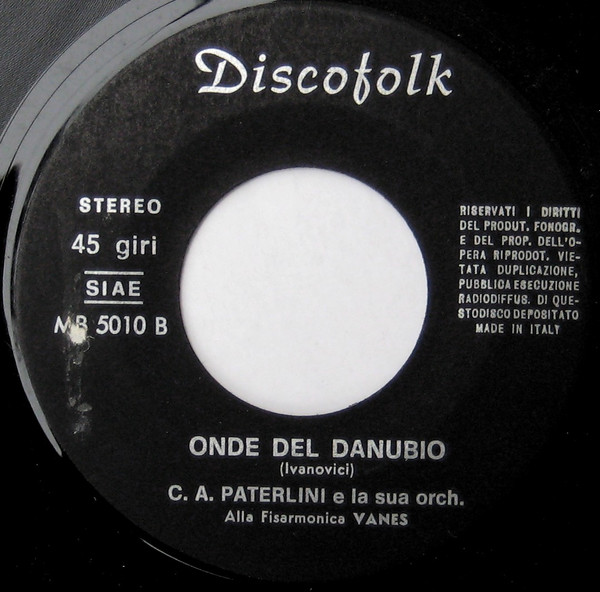 Discofolk
STEREO
45 giri
SIAE
MB 5010 B
RISERVATI I DIRITTI
DEL PRODUT. FONOGR.
E DEL PROP. DELL'O-
PERA RIPRODOT. VIE-
TATA DUPLICAZIONE,
PUBBLICA ESECUZIONE
RADIODIFFUS. DI QUE-
STO DISCO DEPOSITATO
MADE IN ITALY
ONDE DEL DANUBIO
(Ivanovici)
C. A. PATERLINI e la sua orch.
Alla Fisarmonica VANES